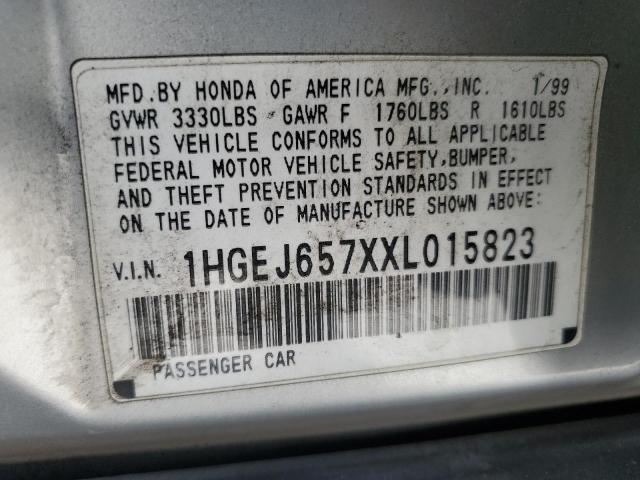 MFD.BY HONDA OF AMERICA MFG.,INC. 1/99
GVWR 3330LBS GAWR F 1760LBS R 1610LBS
THIS VEHICLE CONFORMS TO ALL APPLICABLE
FEDERAL MOTOR VEHICLE SAFETY,BUMPER,
AND THEFT PREVENTION STANDARDS IN EFFECT
ON THE DATE OF MANUFACTURE SHOWN ABOVE:
V.I.N. 1HGEJ657XXL015823
PASSENGER CAR